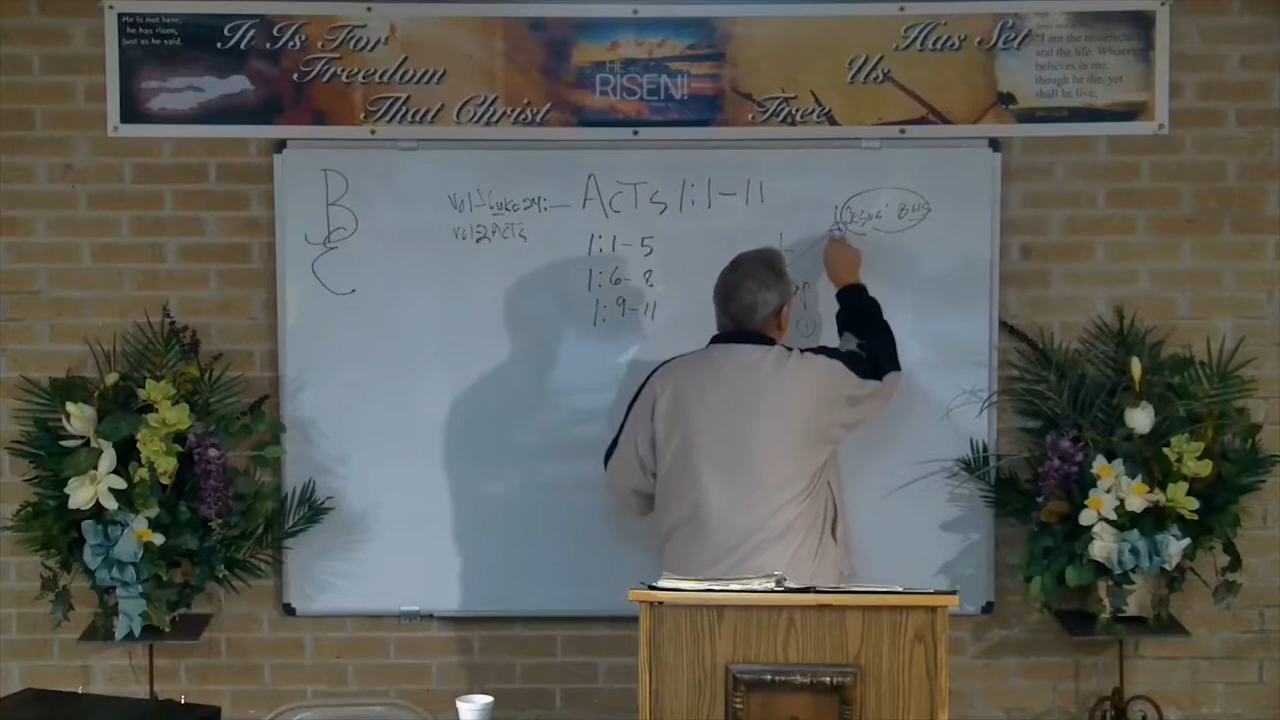 He is not here;
he has risen,
just as he said.
It Is For
Freedom
That Christ
HE IS
RISEN!
Has Set
Us
Free
"I am the resurrection
and the life. Whoever
believes in me,
though he die, yet
shall he live,
B
C
Vol-1 Luke 24:—
Vol 2 Acts
Acts 1:1-11
1:1-5
1:6-8
1:9-11
Jesus'